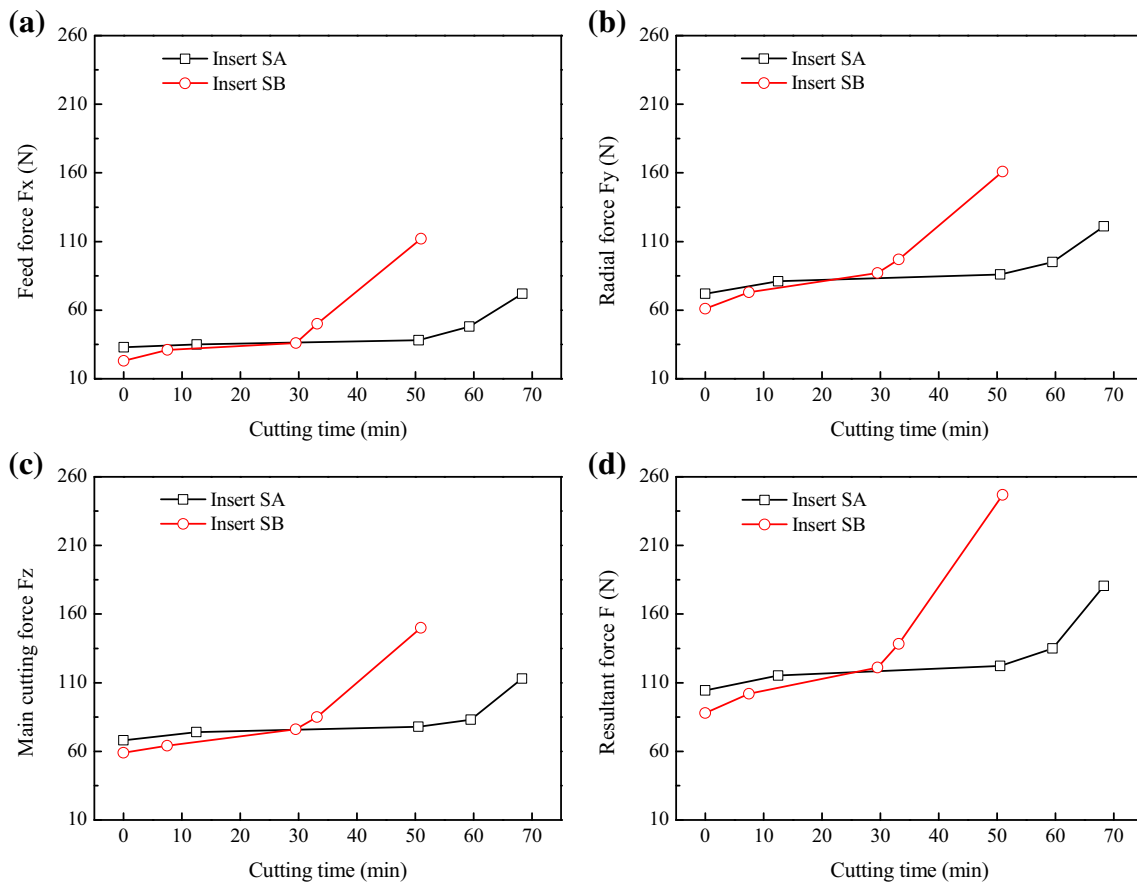 (a)
260
210
160
110
60
10
Feed force Fx (N)
Insert SA
Insert SB
0 10 20 30 40 50 60 70
Cutting time (min)
(b)
260
210
160
110
60
10
Radial force Fy (N)
Insert SA
Insert SB
0 10 20 30 40 50 60 70
Cutting time (min)
(c)
260
210
160
110
60
10
Main cutting force Fz
Insert SA
Insert SB
0 10 20 30 40 50 60 70
Cutting time (min)
(d)
260
210
160
110
60
10
Resultant force F (N)
Insert SA
Insert SB
0 10 20 30 40 50 60 70
Cutting time (min)